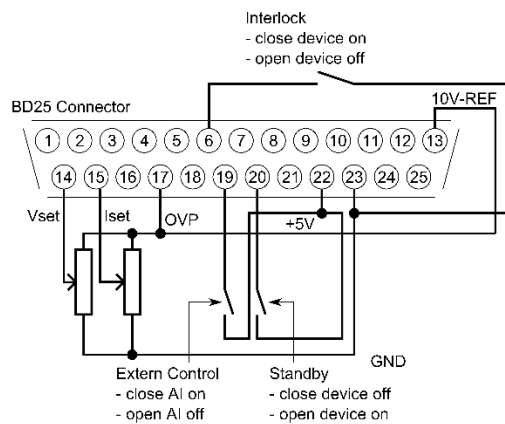 Interlock
- close device on
- open device off
BD25 Connector
10V-REF
1 2 3 4 5 6 7 8 9 10 11 12 13
14 15 16 17 18 19 20 21 22 23 24 25
Vset Iset OVP +5V
GND
Extern Control
- close AI on
- open AI off
Standby
- close device off
- open device on